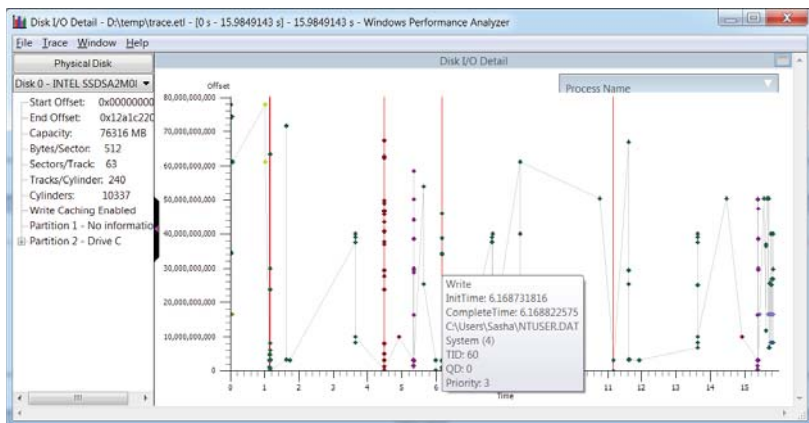 Disk I/O Detail - D:\temp\trace.etl - [0 s - 15.9849143 s] - 15.9849143 s - Windows Performance Analyzer
File Trace Window Help
Physical Disk
Disk I/O Detail
Disk 0 - INTEL SSDSA2M0
Start Offset: 0x00000000
End Offset: 0x12a1c220
Capacity: 76316 MB
Bytes/Sector: 512
Sectors/Track: 63
Tracks/Cylinder: 240
Cylinders: 10337
Write Caching Enabled
Partition 1 - No informatio
Partition 2 - Drive C
Offset
Process Name
80,000,000,000
70,000,000,000
60,000,000,000
50,000,000,000
40,000,000,000
30,000,000,000
20,000,000,000
10,000,000,000
0
Write
InitTime: 6.168731816
CompleteTime: 6.168822575
C:\Users\Sasha\NTUSER.DAT
System (4)
TID: 60
QD: 0
Priority: 3
0 1 2 3 4 5 6 11 12 13 14 15
Time